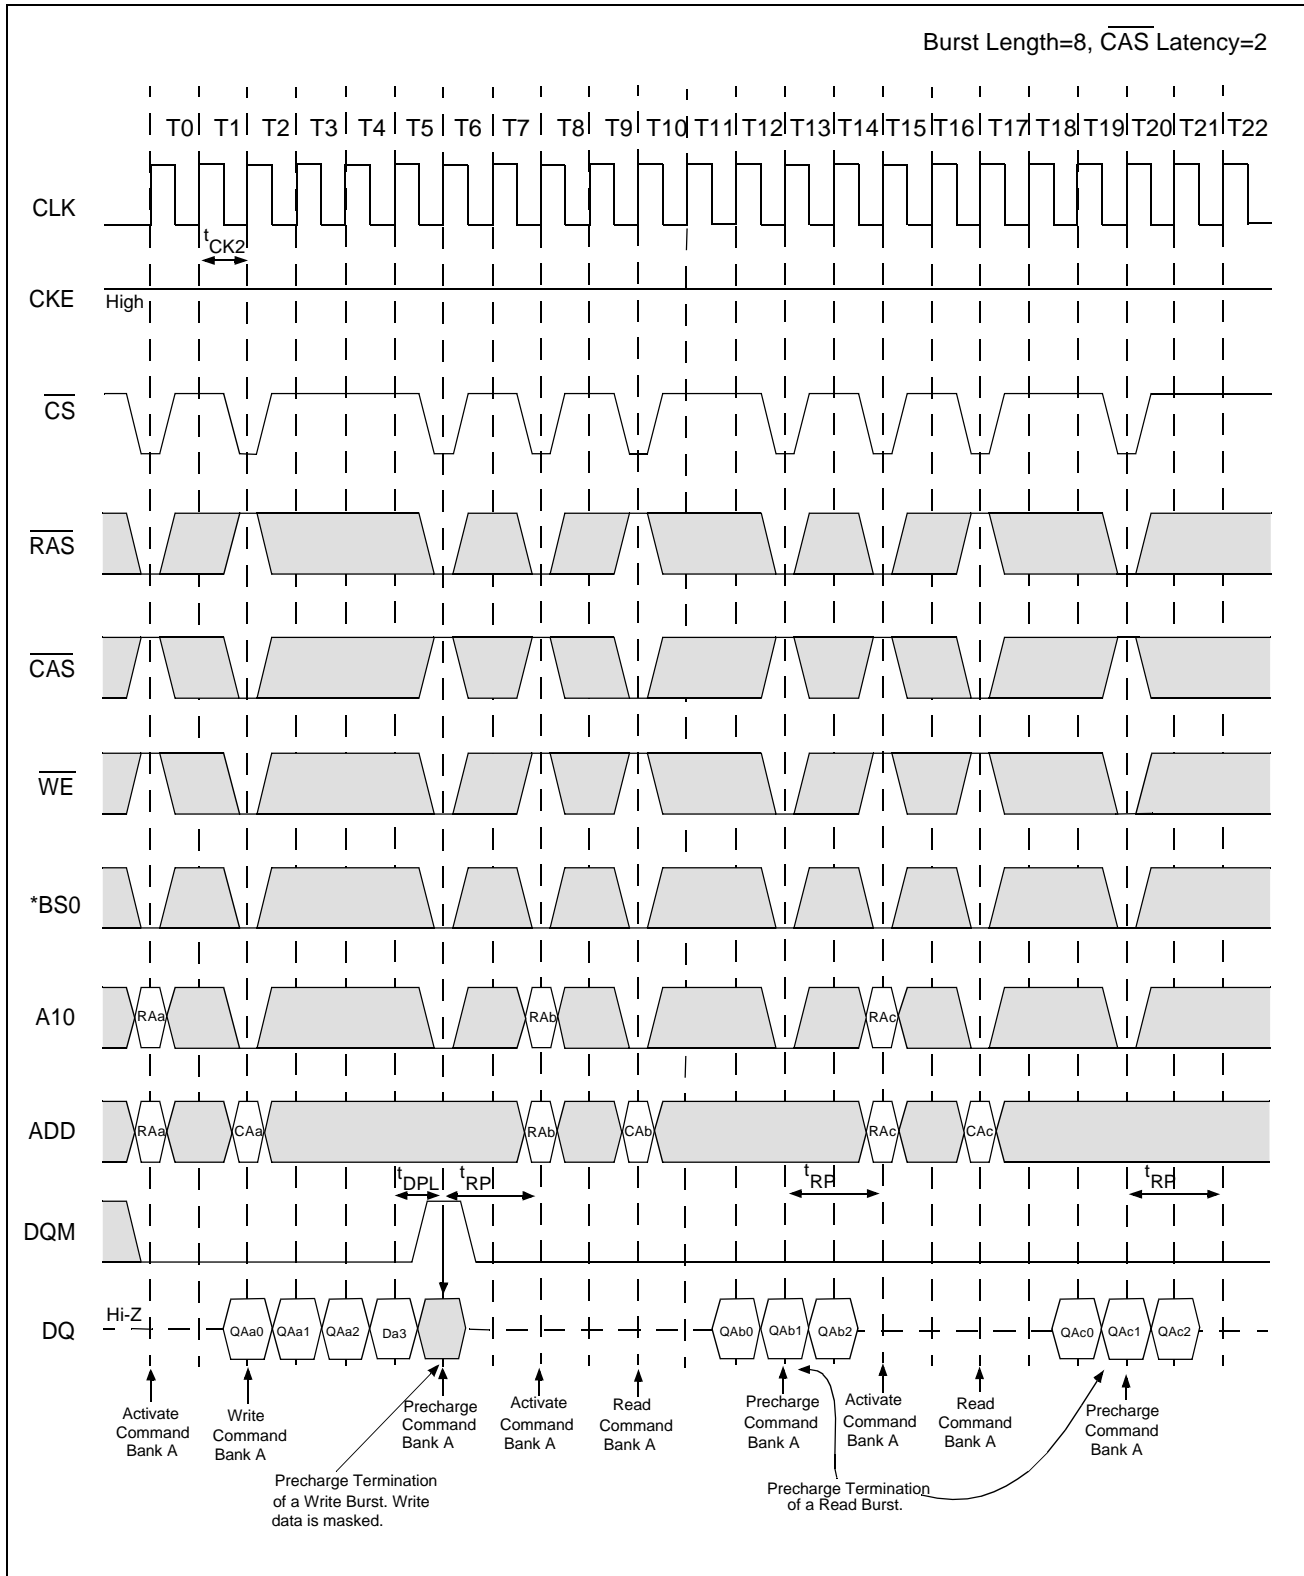 Burst Length=8, CAS Latency=2
T0 T1 T2 T3 T4 T5 T6 T7 T8 T9 T10 T11 T12 T13 T14 T15 T16 T17 T18 T19 T20 T21 T22
CLK
tCK2
CKE
High
CS
RAS
CAS
WE
*BS0
A10
RAa RAb RAc
ADD
RAa CAa RAb CAb RAc CAc
tDPL tRP tRP tRP
DQM
DQ
Hi-Z
QAa0 QAa1 QAa2 Da3 QAb0 QAb1 QAb2 QAc0 QAc1 QAc2
Activate
Command
Bank A
Write
Command
Bank A
Precharge
Command
Bank A
Activate
Command
Bank A
Read
Command
Bank A
Precharge
Command
Bank A
Activate
Command
Bank A
Read
Command
Bank A
Precharge
Command
Bank A
Precharge Termination
of a Write Burst. Write
data is masked.
Precharge Termination
of a Read Burst.